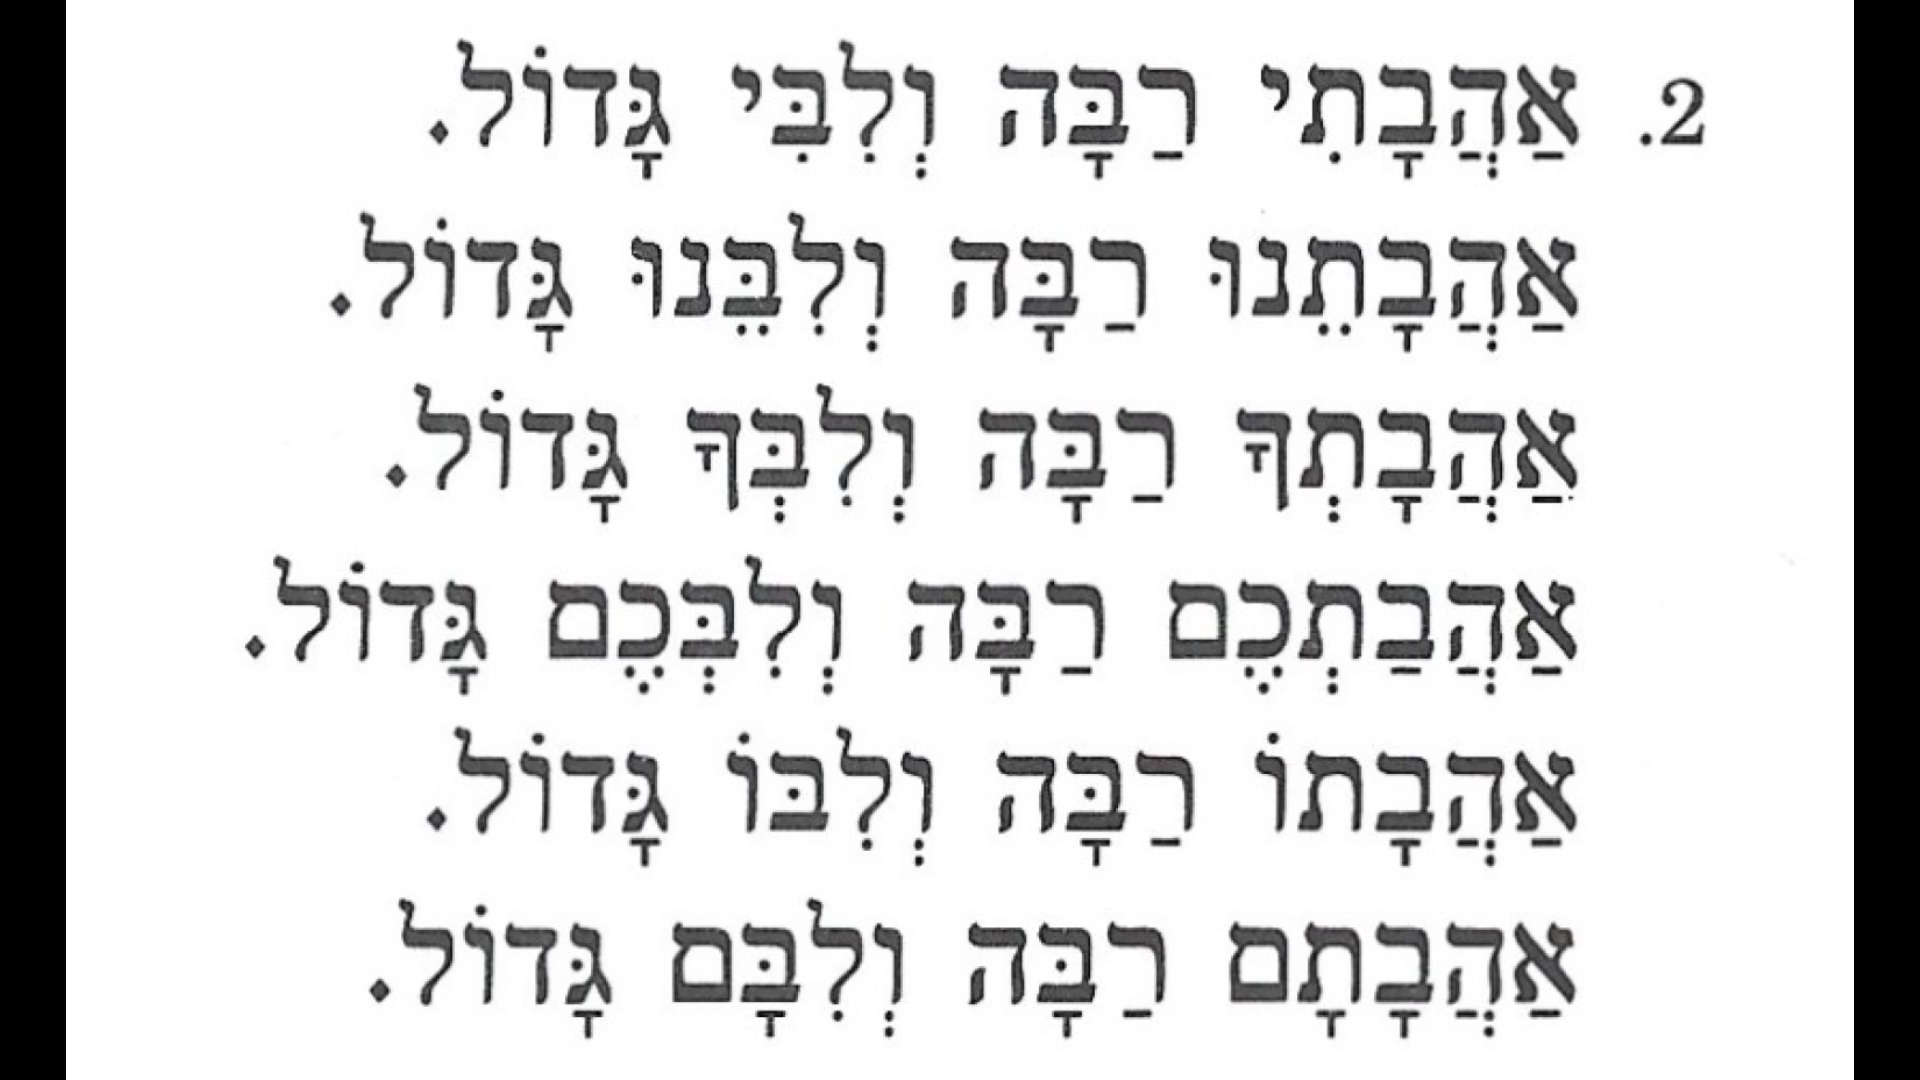 2. אַהֲבָתִי רַבָּה וְלִבִּי גָּדוֹל.
אַהֲבָתֵנוּ רַבָּה וְלִבֵּנוּ גָּדוֹל.
אַהֲבָתְךָ רַבָּה וְלִבְּךָ גָּדוֹל.
אַהֲבַתְכֶם רַבָּה וְלִבְּכֶם גָּדוֹל.
אַהֲבָתוֹ רַבָּה וְלִבּוֹ גָּדוֹל.
אַהֲבָתָם רַבָּה וְלִבָּם גָּדוֹל.